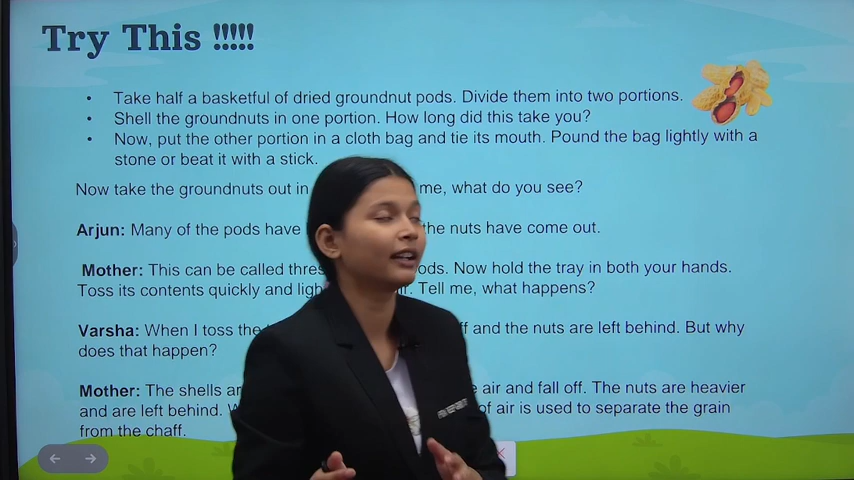 Try This !!!!!
• Take half a basketful of dried groundnut pods. Divide them into two portions.
• Shell the groundnuts in one portion. How long did this take you?
• Now, put the other portion in a cloth bag and tie its mouth. Pound the bag lightly with a
stone or beat it with a stick.
Now take the groundnuts out in me, what do you see?
Arjun: Many of the pods have the nuts have come out.
Mother: This can be called Now hold the tray in both your hands.
Toss its contents quickly and Tell me, what happens?
Varsha: When I toss the and the nuts are left behind. But why
does that happen?
Mother: The shells air and fall off. The nuts are heavier
and are left behind. of air is used to separate the grain
from the chaff.